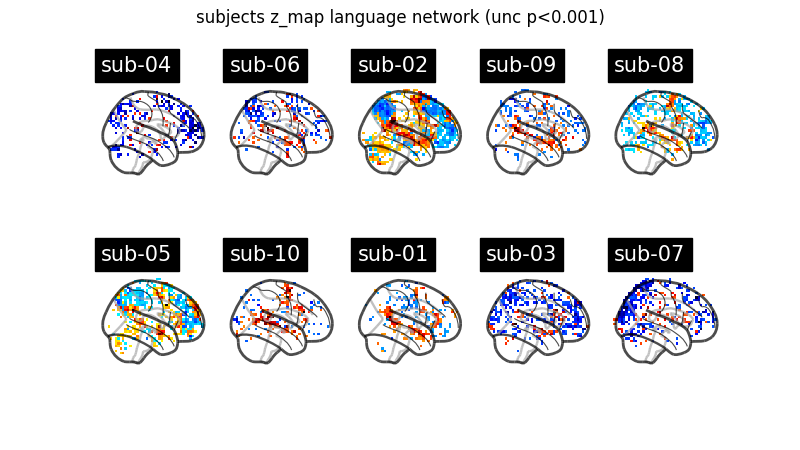 subjects z_map language network (unc p<0.001)
sub-04
sub-06
sub-02
sub-09
sub-08
sub-05
sub-10
sub-01
sub-03
sub-07